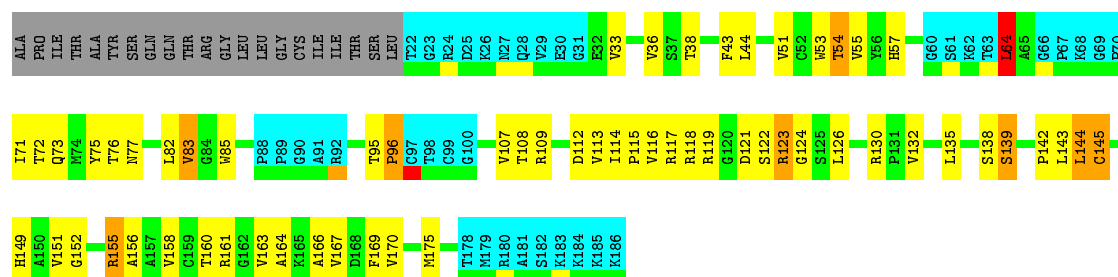 ALA PRO ILE THR ALA TYR SER GLN GLN THR ARG GLY LEU LEU GLY CYS ILE ILE THR SER LEU T22 G23 R24 D25 K26 N27 Q28 V29 E30 G31 E32 V33 V36 S37 T38 F43 L44 V51 C52 W53 T54 V55 Y56 H57 G60 S61 K62 T63 L64 A65 G66 P67 K68 G69 P70
I71 T72 Q73 M74 Y75 T76 N77 L82 V83 G84 W85 P88 P89 G90 A91 R92 T95 P96 C97 T98 C99 G100 V107 T108 R109 D112 V113 I114 P115 V116 R117 R118 R119 G120 D121 S122 R123 G124 S125 L126 R130 P131 V132 L135 S138 S139 P142 L143 L144 C145
H149 A150 V151 G152 R155 A156 A157 V158 C159 T160 R161 G162 V163 A164 K165 A166 V167 D168 F169 V170 M175 T178 M179 R180 A181 S182 K183 K184 K185 K186